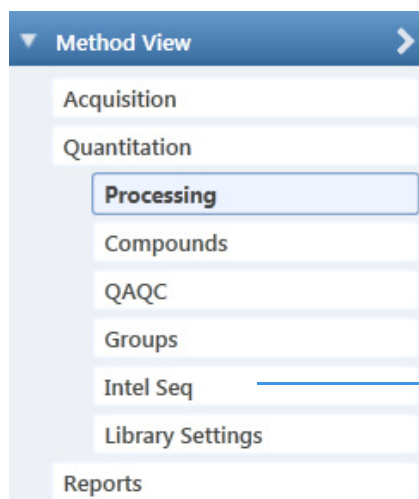 Method View
Acquisition
Quantitation
Processing
Compounds
QAQC
Groups
Intel Seq
Library Settings
Reports